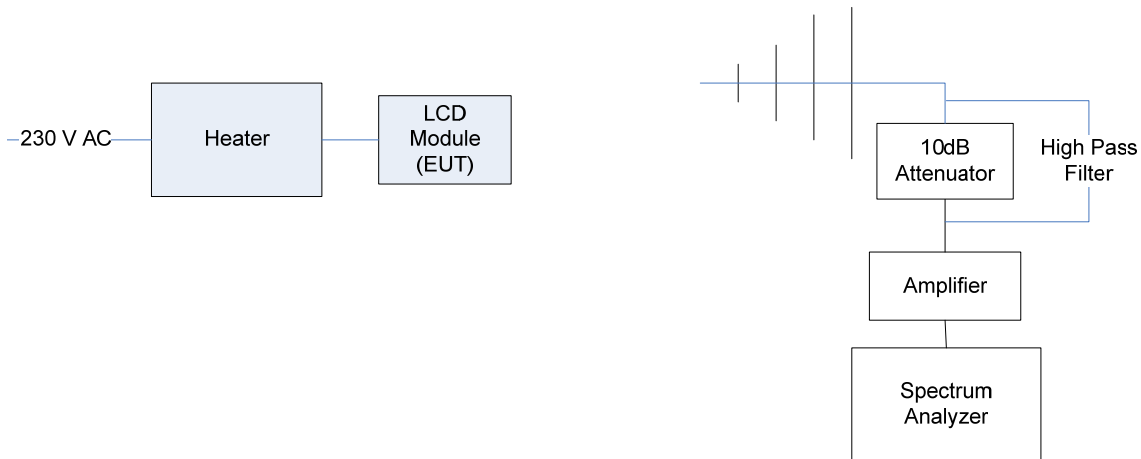 230 V AC
Heater
LCD
Module
(EUT)
10dB
Attenuator
High Pass
Filter
Amplifier
Spectrum
Analyzer